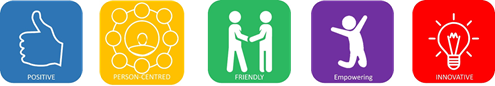 POSITIVE
PERSON CENTRED
FRIENDLY
Empowering
INNOVATIVE